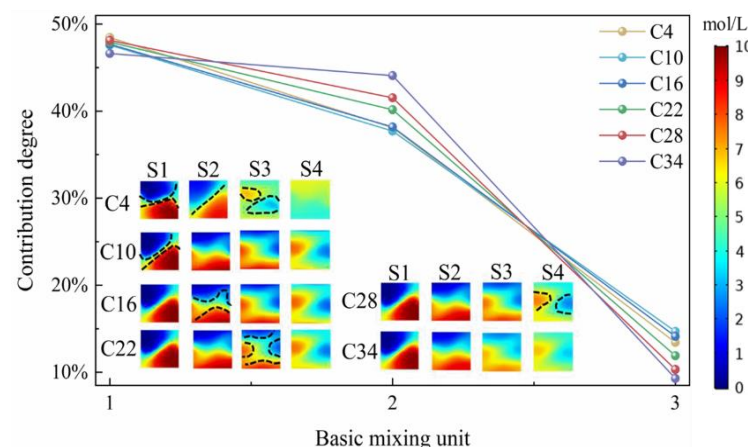 50%
40%
30%
20%
10%
Contribution degree
1
2
3
Basic mixing unit
C4
C10
C16
C22
C28
C34
mol/L
10
9
8
7
6
5
4
3
2
1
0
S1 S2 S3 S4
C4
C10
C16
C22
S1 S2 S3 S4
C28
C34